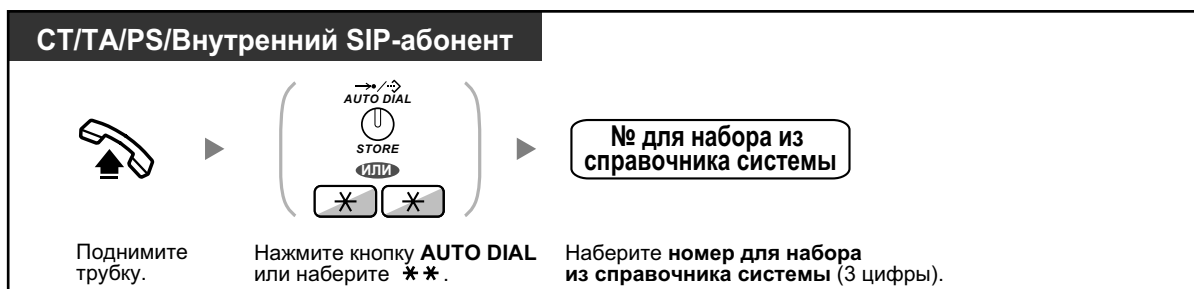 СТ/ТА/PS/Внутренний SIP-абонент
AUTO DIAL
STORE
ИЛИ
№ для набора из
справочника системы
Поднимите
трубку.
Нажмите кнопку AUTO DIAL
или наберите ✱✱.
Наберите номер для набора
из справочника системы (3 цифры).